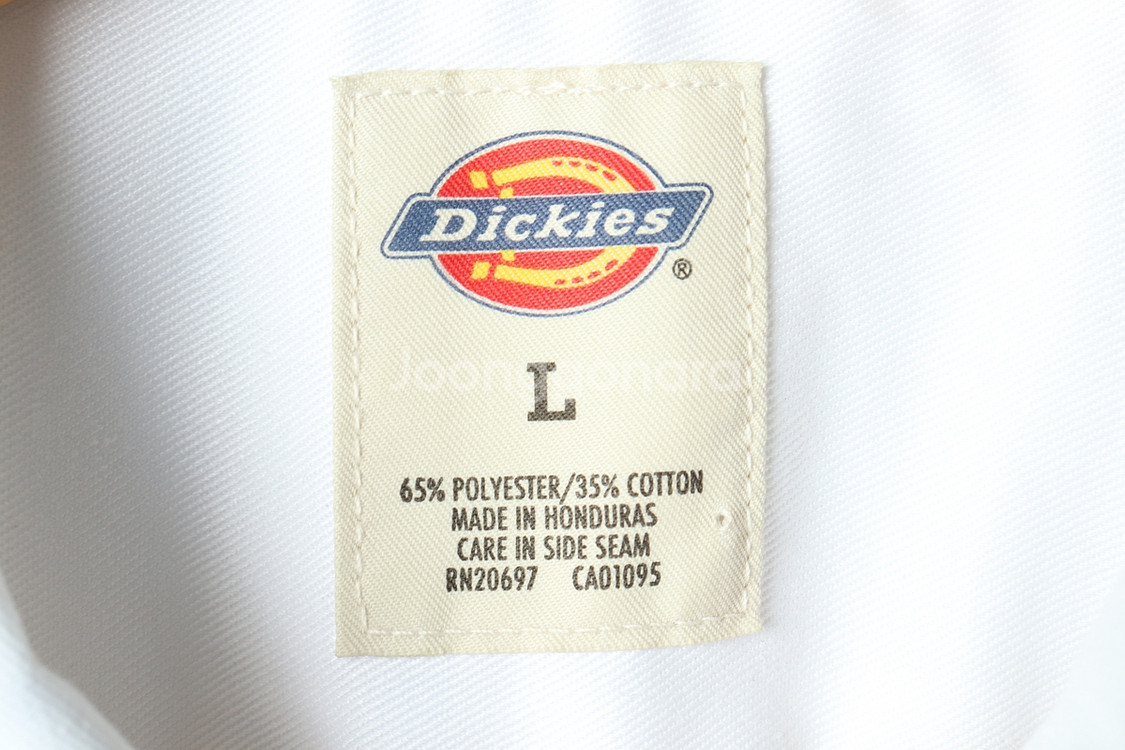 Dickies
®
L
65% POLYESTER/35% COTTON
MADE IN HONDURAS
CARE IN SIDE SEAM
RN20697 CA01095